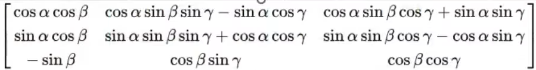 cos α cos β    cos α sin β sin γ − sin α cos γ    cos α sin β cos γ + sin α sin γ
sin α cos β    sin α sin β sin γ + cos α cos γ    sin α sin β cos γ − cos α sin γ
− sin β    cos β sin γ    cos β cos γ